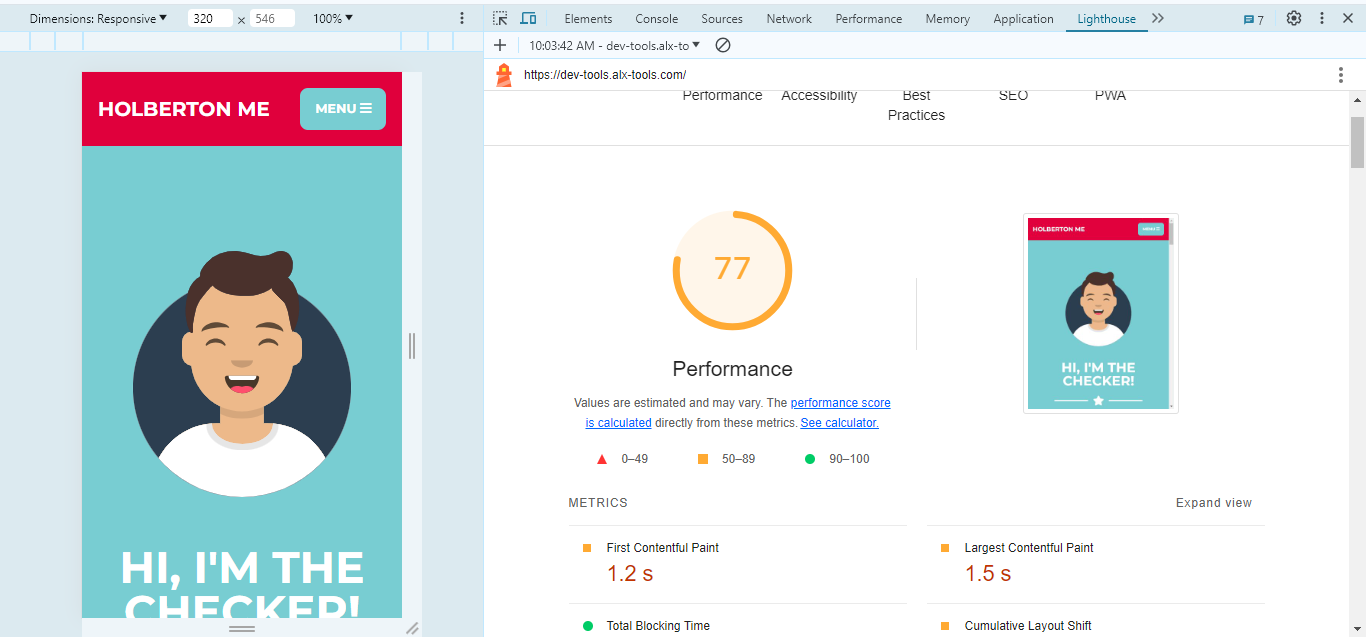 Dimensions: Responsive 320 × 546 100%
Elements Console Sources Network Performance Memory Application Lighthouse 7
10:03:42 AM - dev-tools.alx-to
https://dev-tools.alx-tools.com/
HOLBERTON ME
MENU
HI, I'M THE
CHECKER!
Performance Accessibility Best
Practices SEO PWA
77
Performance
Values are estimated and may vary. The performance score
is calculated directly from these metrics. See calculator.
0–49 50–89 90–100
HOLBERTON ME
MENU
HI, I'M THE
CHECKER!
METRICS Expand view
First Contentful Paint
1.2 s
Largest Contentful Paint
1.5 s
Total Blocking Time
Cumulative Layout Shift